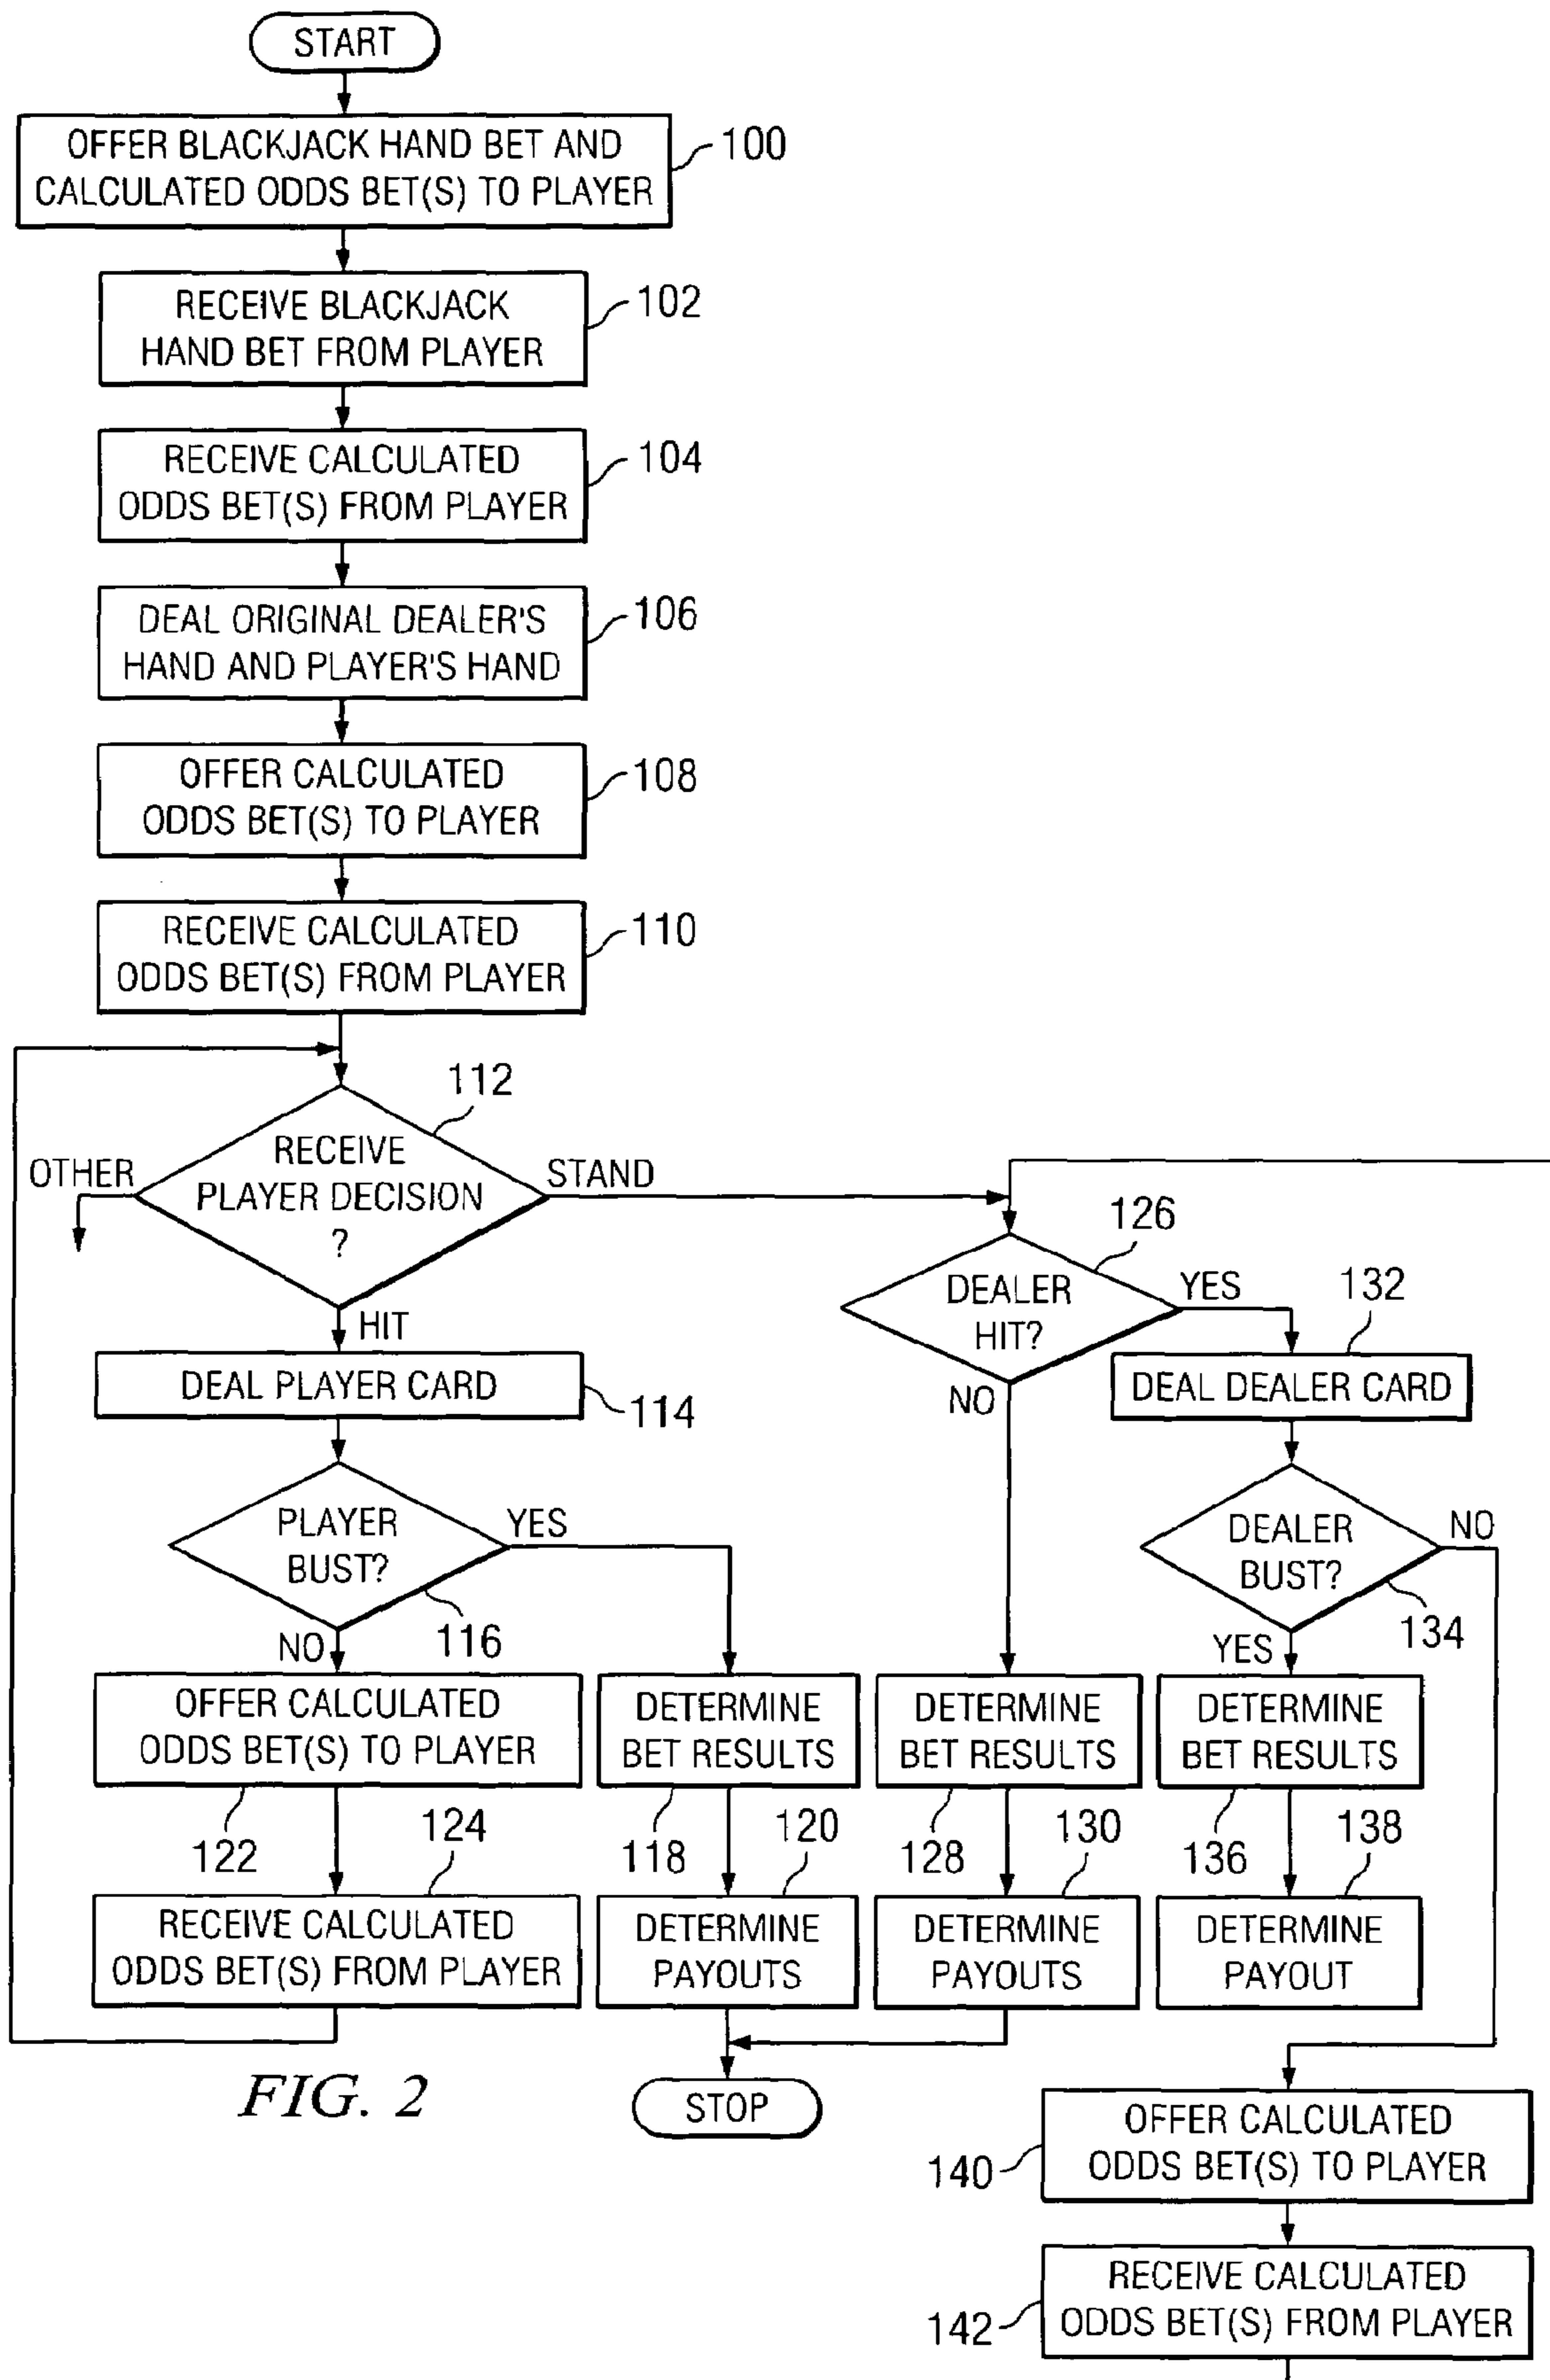 START
OFFER BLACKJACK HAND BET AND
CALCULATED ODDS BET(S) TO PLAYER
100
RECEIVE BLACKJACK
HAND BET FROM PLAYER
102
RECEIVE CALCULATED
ODDS BET(S) FROM PLAYER
104
DEAL ORIGINAL DEALER'S
HAND AND PLAYER'S HAND
106
OFFER CALCULATED
ODDS BET(S) TO PLAYER
108
RECEIVE CALCULATED
ODDS BET(S) FROM PLAYER
110
112
RECEIVE
PLAYER DECISION
?
OTHER
STAND
HIT
DEAL PLAYER CARD
114
PLAYER
BUST?
YES
116
NO
OFFER CALCULATED
ODDS BET(S) TO PLAYER
122
124
RECEIVE CALCULATED
ODDS BET(S) FROM PLAYER
DETERMINE
BET RESULTS
118
120
DETERMINE
PAYOUTS
STOP
126
DEALER
HIT?
YES
NO
DETERMINE
BET RESULTS
128
130
DETERMINE
PAYOUTS
132
DEAL DEALER CARD
DEALER
BUST?
NO
134
YES
DETERMINE
BET RESULTS
136
138
DETERMINE
PAYOUT
OFFER CALCULATED
ODDS BET(S) TO PLAYER
140
RECEIVE CALCULATED
ODDS BET(S) FROM PLAYER
142
FIG. 2